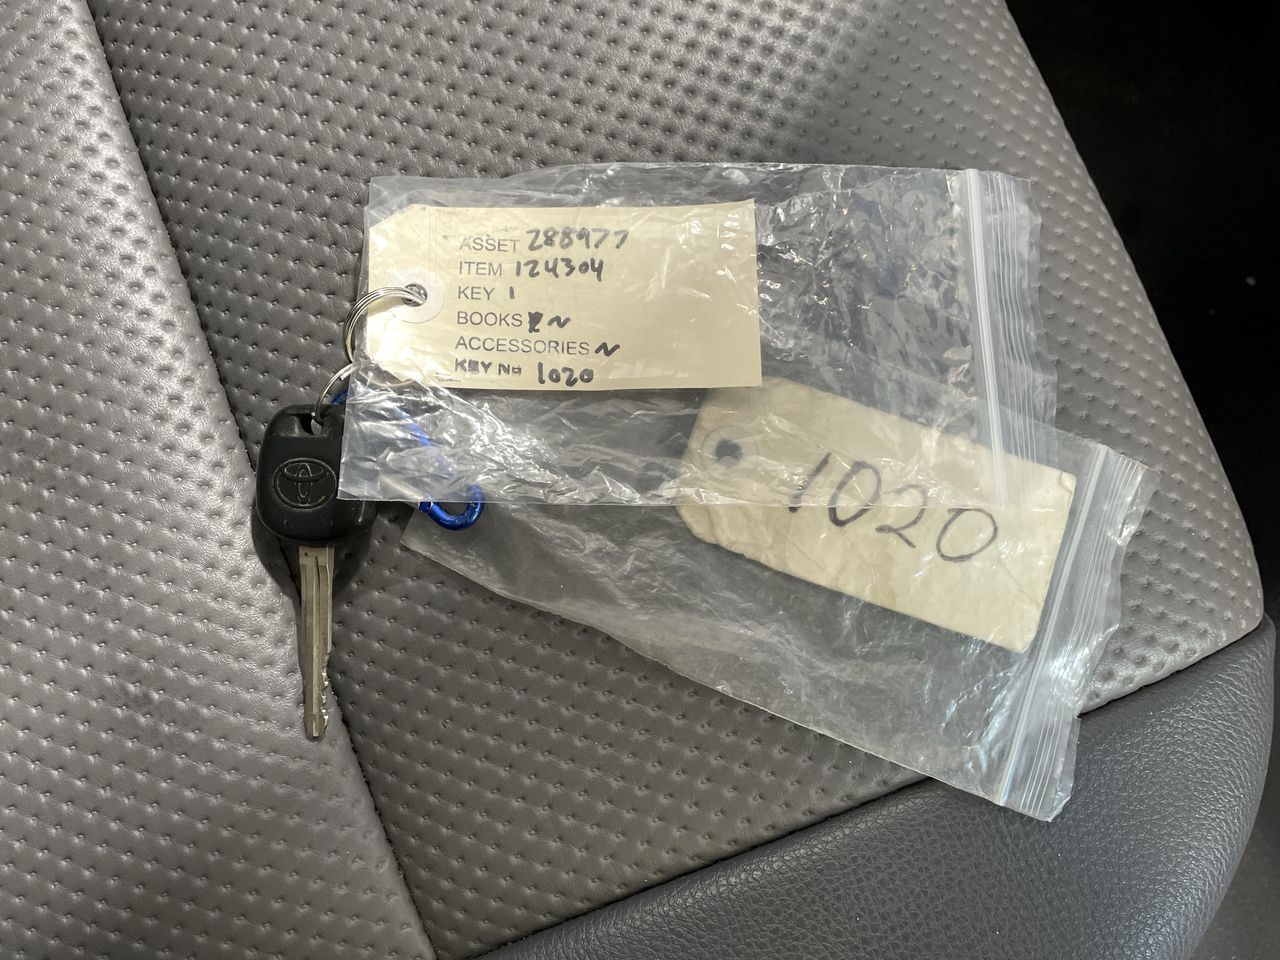 ASSET 288977
ITEM 124304
KEY 1
BOOKS N
ACCESSORIES N
KEY No 1020
1020